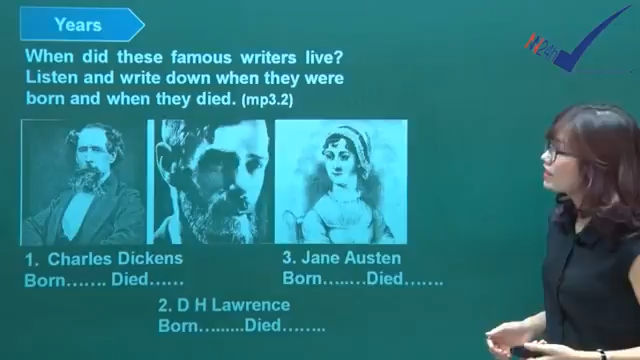 Years
When did these famous writers live?
Listen and write down when they were
born and when they died. (mp3.2)
1. Charles Dickens
Born……. Died……
2. D H Lawrence
Born……....Died……..
3. Jane Austen
Born…..…Died…….
H24h